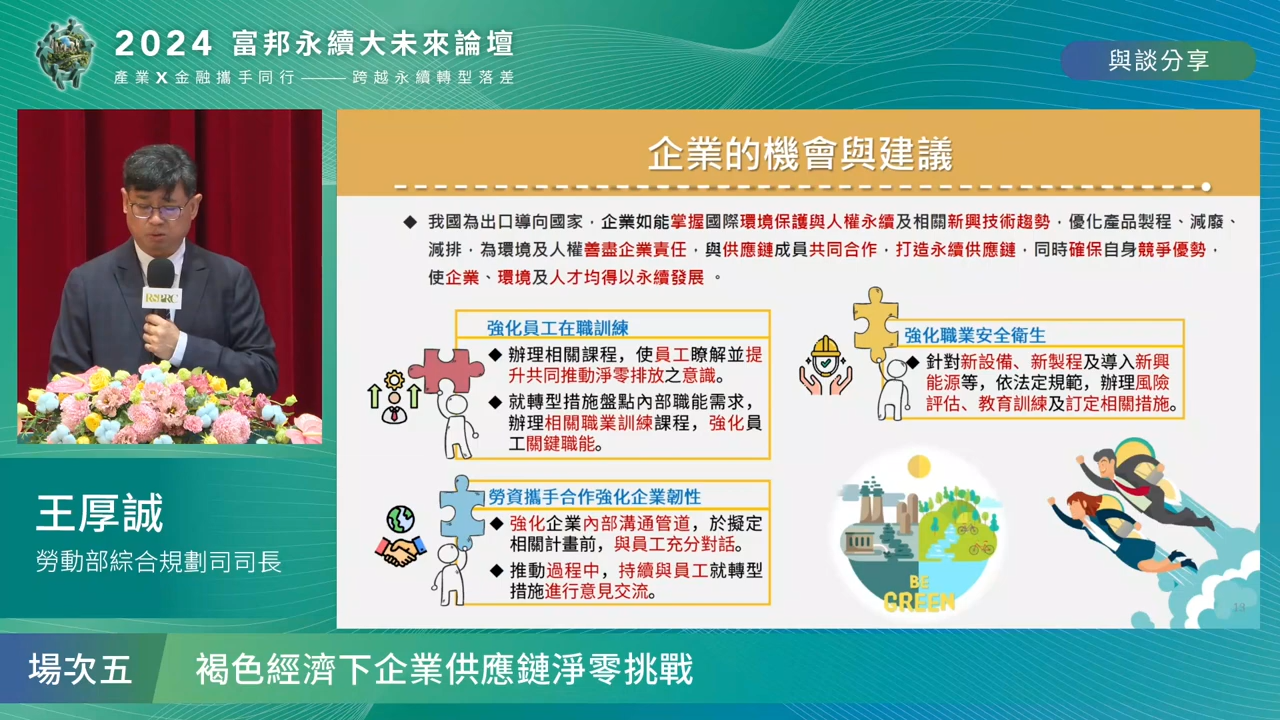 2024 富邦永續大未來論壇
產業X金融攜手同行——跨越永續轉型落差
與談分享
企業的機會與建議
◆ 我國為出口導向國家，企業如能掌握國際環境保護與人權永續及相關新興技術趨勢，優化產品製程、減廢、
減排，為環境及人權善盡企業責任，與供應鏈成員共同合作，打造永續供應鏈，同時確保自身競爭優勢，
使企業、環境及人才均得以永續發展 。
強化員工在職訓練
◆ 辦理相關課程，使員工瞭解並提
升共同推動淨零排放之意識。
◆ 就轉型措施盤點內部職能需求，
辦理相關職業訓練課程，強化員
工關鍵職能。
強化職業安全衛生
◆ 針對新設備、新製程及導入新興
能源等，依法定規範，辦理風險
評估、教育訓練及訂定相關措施。
勞資攜手合作強化企業韌性
◆ 強化企業內部溝通管道，於擬定
相關計畫前，與員工充分對話。
◆ 推動過程中，持續與員工就轉型
措施進行意見交流。
BE
GREEN
13
王厚誠
勞動部綜合規劃司司長
場次五
褐色經濟下企業供應鏈淨零挑戰